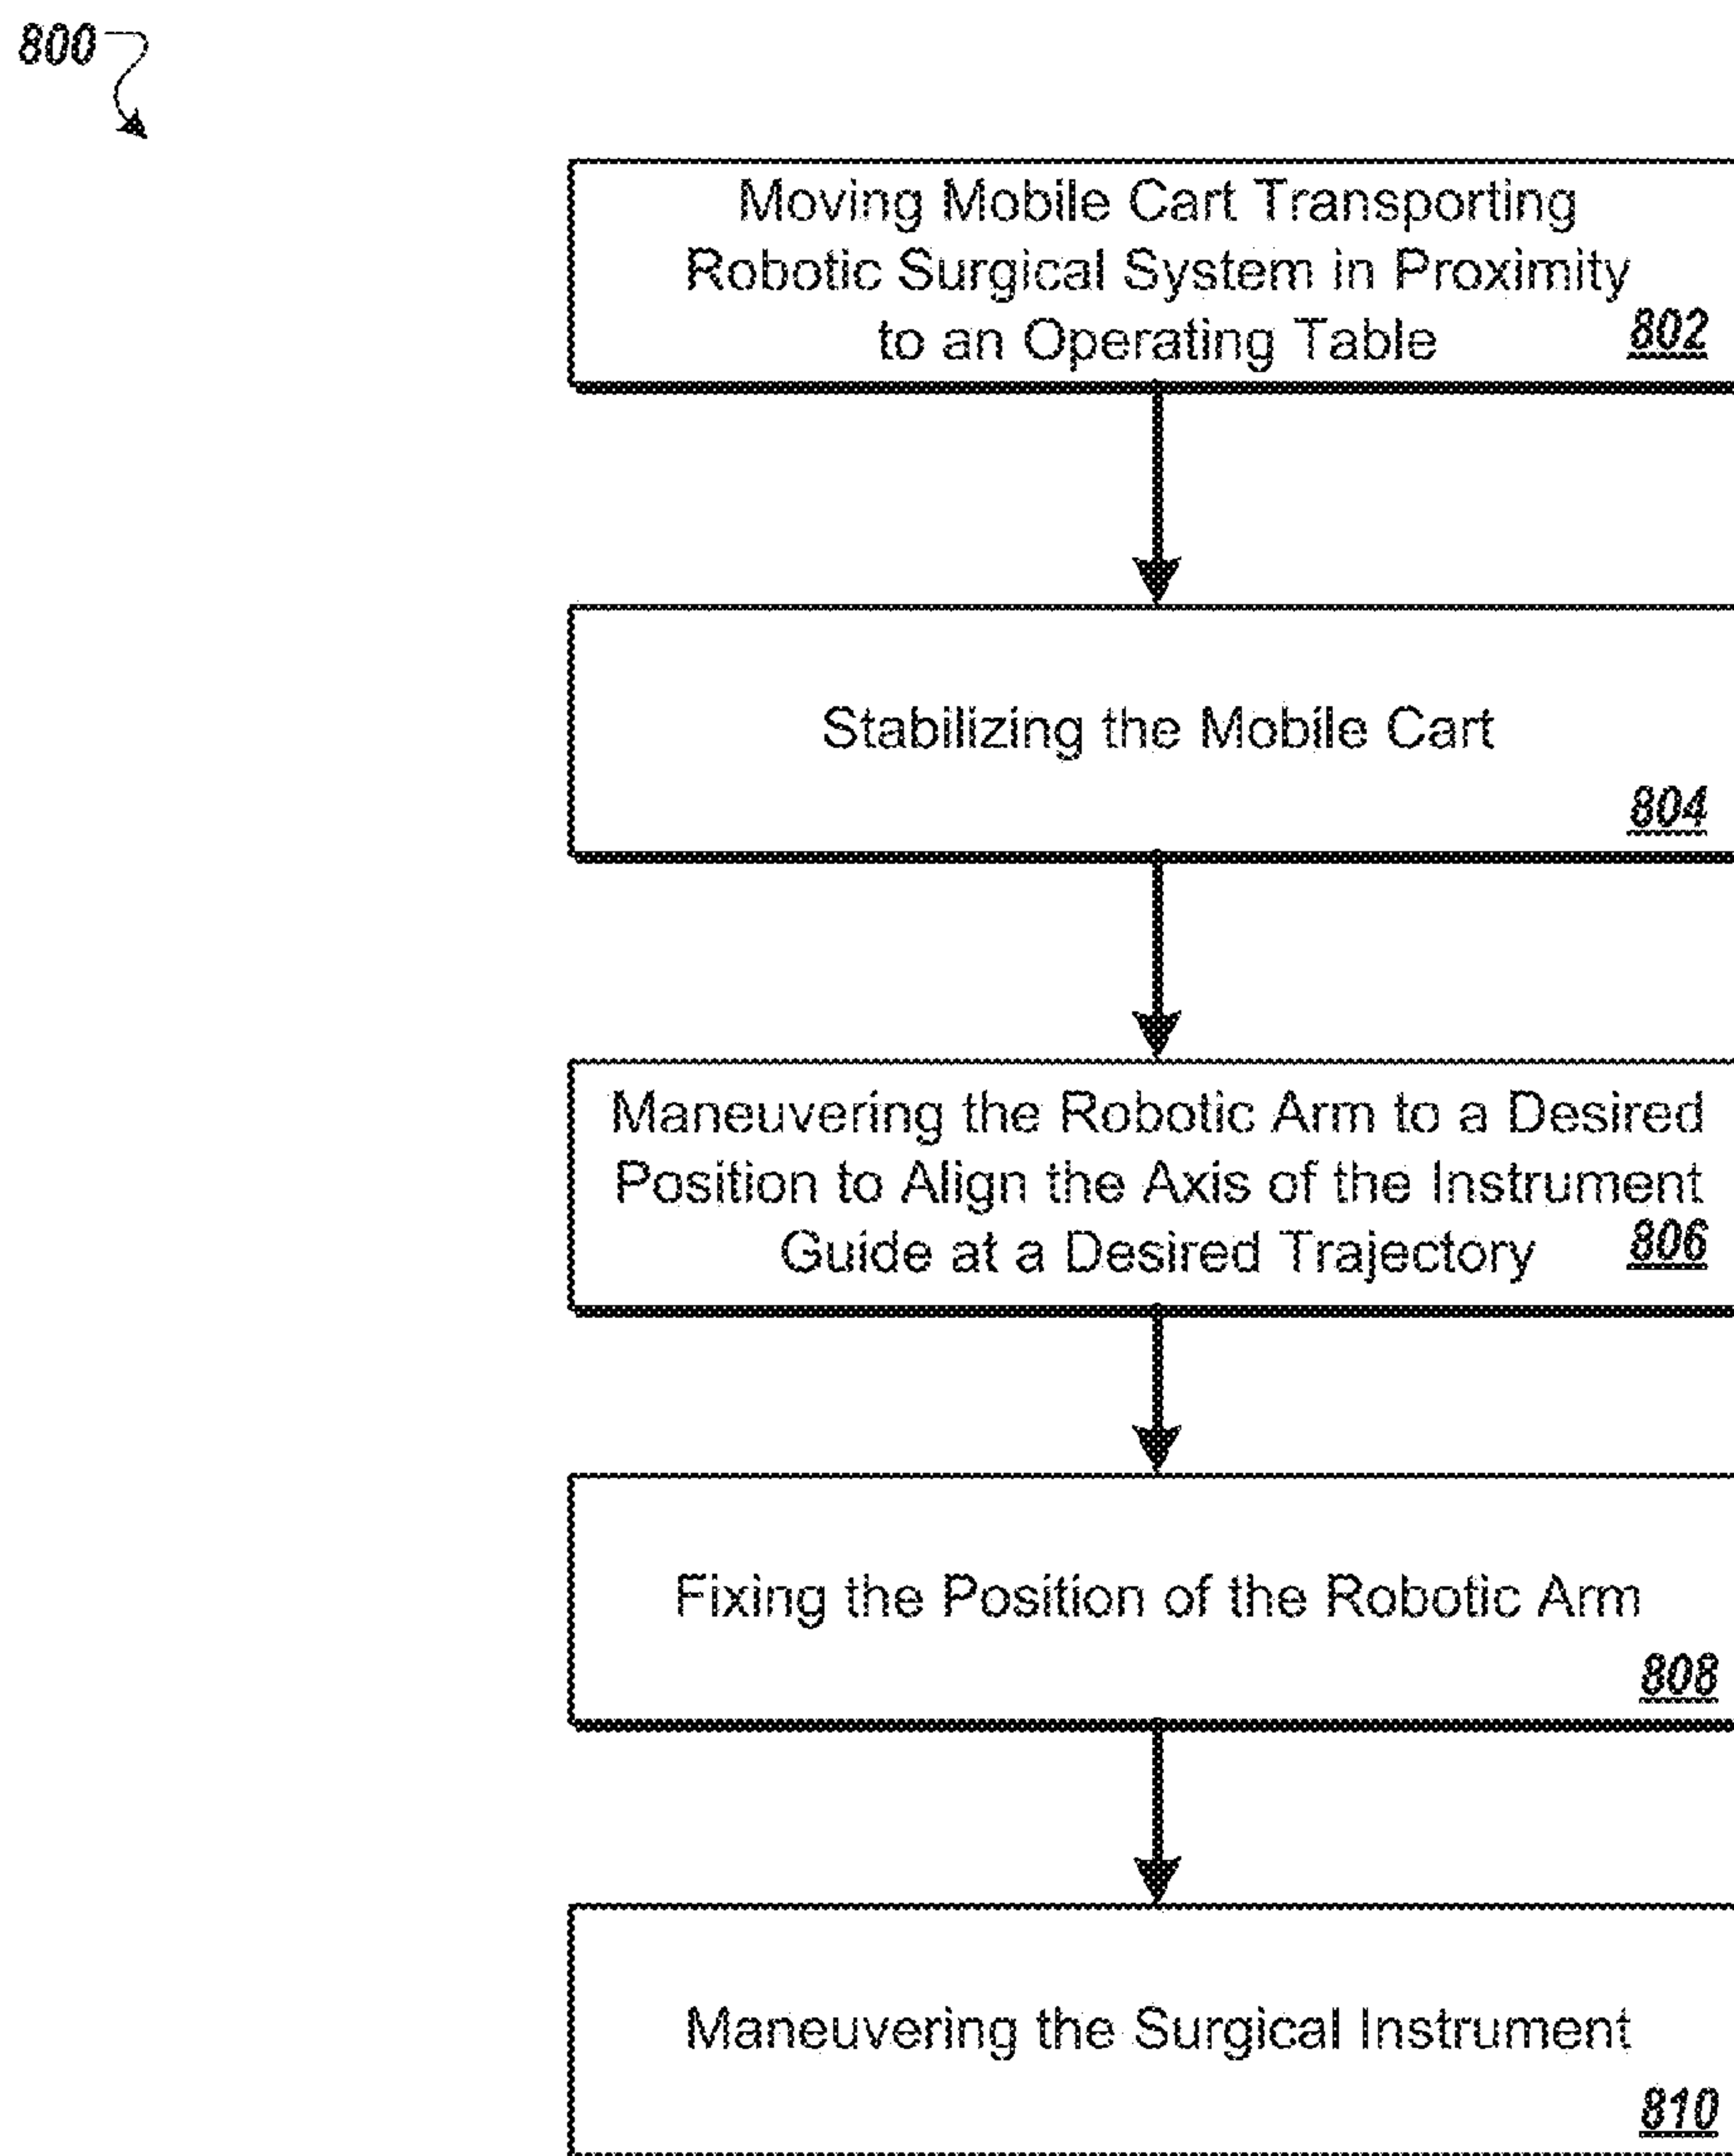 800
Moving Mobile Cart Transporting
Robotic Surgical System in Proximity
to an Operating Table 802
Stabilizing the Mobile Cart
804
Maneuvering the Robotic Arm to a Desired
Position to Align the Axis of the Instrument
Guide at a Desired Trajectory 806
Fixing the Position of the Robotic Arm
808
Maneuvering the Surgical Instrument
810